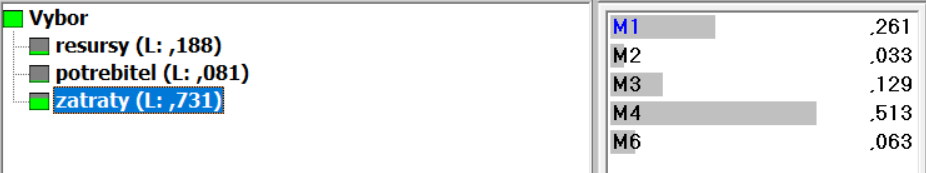 Vybor
resursy (L: ,188)
potrebitel (L: ,081)
zatraty (L: ,731)
M1 ,261
M2 ,033
M3 ,129
M4 ,513
M6 ,063